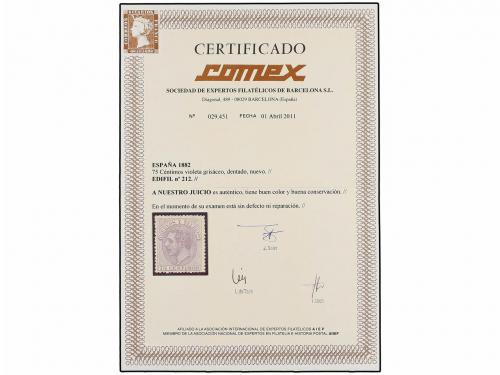 CERTIFICADO
comex
SOCIEDAD DE EXPERTOS FILATÉLICOS DE BARCELONA S.L.
Diagonal, 489 - 08029 BARCELONA (España)
Nº 029.451 FECHA 01 Abril 2011
ESPAÑA 1882
75 Céntimos violeta grisáceo, dentado, nuevo. //
EDIFIL nº 212. //
A NUESTRO JUICIO es auténtico, tiene buen color y buena conservación. //
En el momento de su examen está sin defecto ni reparación. //
AFILIADO A LA ASOCIACIÓN INTERNACIONAL DE EXPERTOS FILATÉLICOS A I E P
MIEMBRO DE LA ASOCIACIÓN NACIONAL DE EXPERTOS EN FILATELIA E HISTORIA POSTAL.